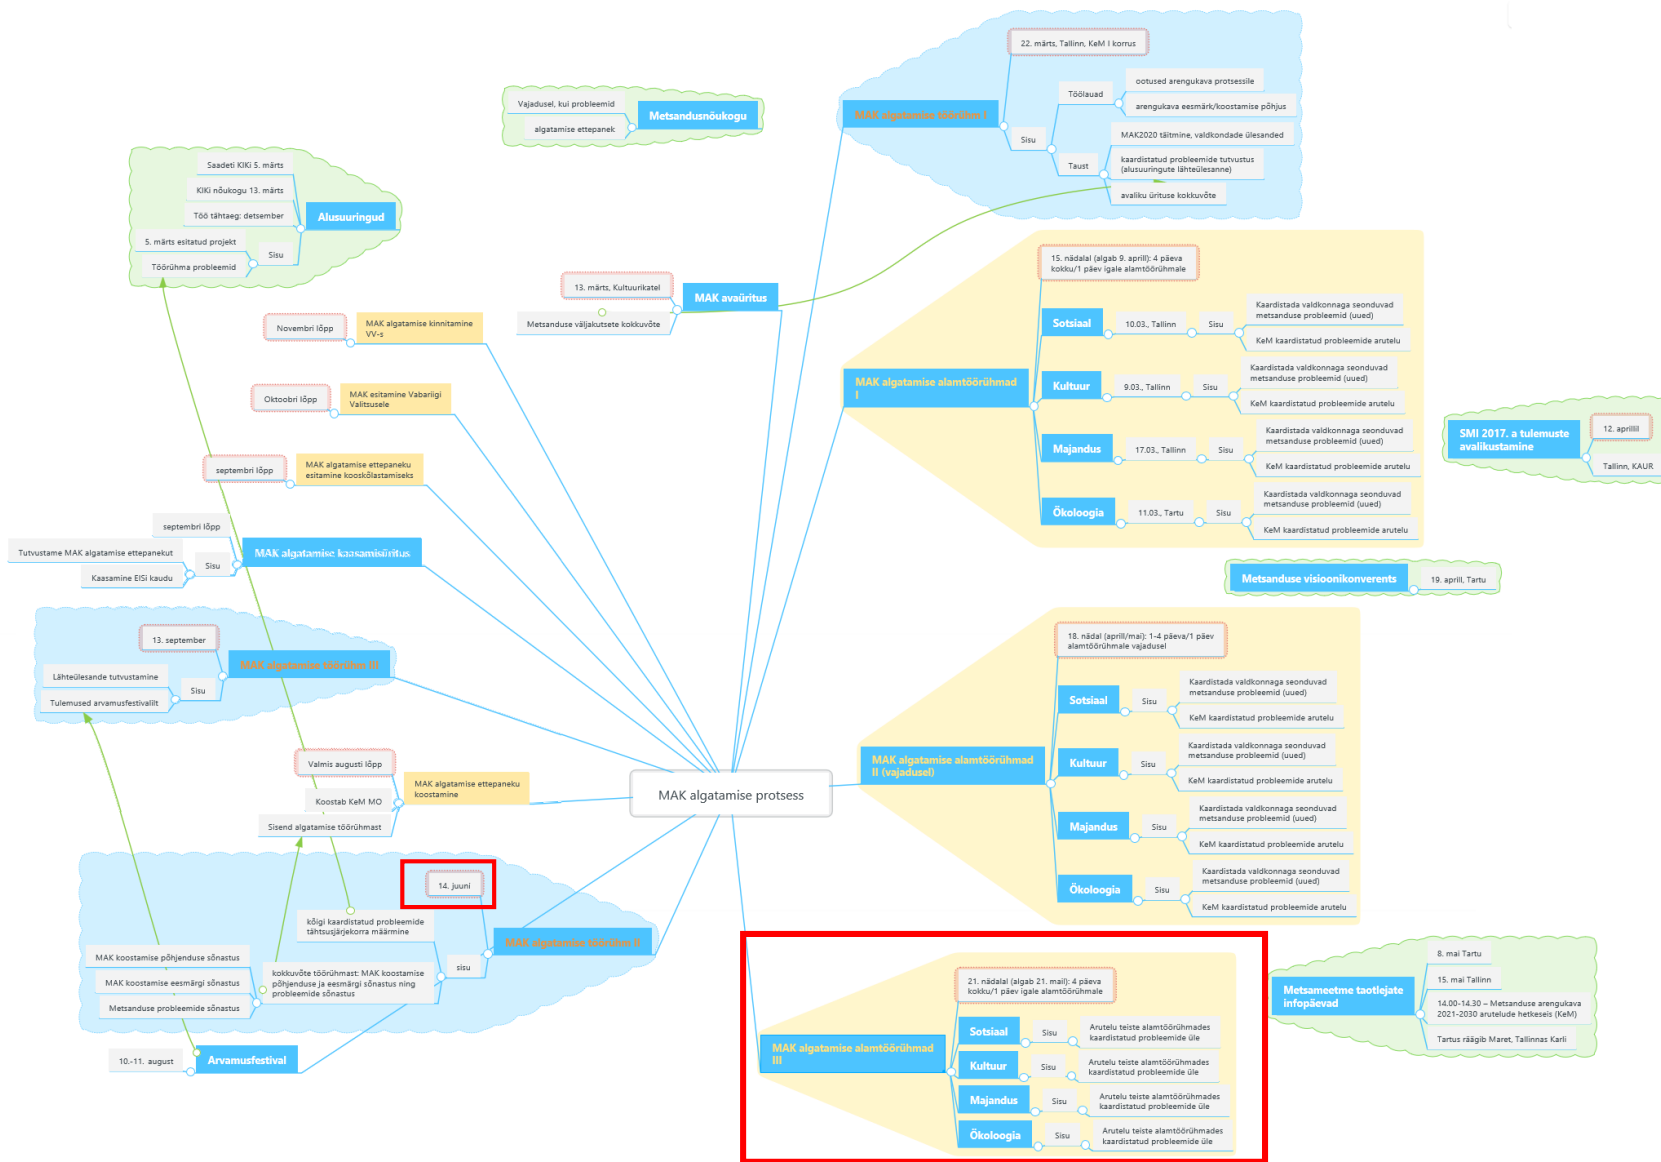 22. märts, Tallinn, KeM I korrus
ootused arengukava protsessile
Töölauad
arengukava eesmärk/koostamise põhjus
MAK algatamise töörühm I
Sisu
MAK2020 täitmine, valdkondade ülesanded
Taust
kaardistatud probleemide tutvustus
(alusuuringute lähteülesanne)
avaliku ürituse kokkuvõte
Vajadusel, kui probleemid
Metsandusnõukogu
algatamise ettepanek
Saadeti KIKi 5. märts
KIKi nõukogu 13. märts
Töö tähtaeg: detsember
Alusuuringud
5. märts esitatud projekt
Sisu
Töörühma probleemid
13. märts, Kultuurikatel
MAK avaüritus
Metsanduse väljakutsete kokkuvõte
Novembri lõpp
MAK algatamise kinnitamine
VV-s
Oktoobri lõpp
MAK esitamine Vabariigi
Valitsusele
septembri lõpp
MAK algatamise ettepaneku
esitamine kooskõlastamiseks
septembri lõpp
MAK algatamise kaasamisüritus
Tutvustame MAK algatamise ettepanekut
Sisu
Kaasamine EISi kaudu
13. september
MAK algatamise töörühm III
Lähteülesande tutvustamine
Sisu
Tulemused arvamusfestivalilt
Valmis augusti lõpp
MAK algatamise ettepaneku
koostamine
Koostab KeM MO
Sisend algatamise töörühmast
MAK algatamise protsess
14. juuni
kõigi kaardistatud probleemide
tähtsusjärjekorra määrmine
MAK algatamise töörühm II
sisu
MAK koostamise põhjenduse sõnastus
MAK koostamise eesmärgi sõnastus
Metsanduse probleemide sõnastus
kokkuvõte töörühmast: MAK koostamise
põhjenduse ja eesmärgi sõnastus ning
probleemide sõnastus
10.-11. august
Arvamusfestival
15. nädalal (algab 9. aprill): 4 päeva
kokku/1 päev igale alamtöörühmale
MAK algatamise alamtöörühmad
I
Sotsiaal
10.03., Tallinn
Sisu
Kaardistada valdkonnaga seonduvad
metsanduse probleemid (uued)
KeM kaardistatud probleemide arutelu
Kultuur
9.03., Tallinn
Sisu
Kaardistada valdkonnaga seonduvad
metsanduse probleemid (uued)
KeM kaardistatud probleemide arutelu
Majandus
17.03., Tallinn
Sisu
Kaardistada valdkonnaga seonduvad
metsanduse probleemid (uued)
KeM kaardistatud probleemide arutelu
Ökoloogia
11.03., Tartu
Sisu
Kaardistada valdkonnaga seonduvad
metsanduse probleemid (uued)
KeM kaardistatud probleemide arutelu
SMI 2017. a tulemuste
avalikustamine
12. aprillil
Tallinn, KAUR
Metsanduse visioonikonverents
19. aprill, Tartu
18. nädal (aprill/mai): 1-4 päeva/1 päev
alamtöörühmale vajadusel
MAK algatamise alamtöörühmad
II (vajadusel)
Sotsiaal
Sisu
Kaardistada valdkonnaga seonduvad
metsanduse probleemid (uued)
KeM kaardistatud probleemide arutelu
Kultuur
Sisu
Kaardistada valdkonnaga seonduvad
metsanduse probleemid (uued)
KeM kaardistatud probleemide arutelu
Majandus
Sisu
Kaardistada valdkonnaga seonduvad
metsanduse probleemid (uued)
KeM kaardistatud probleemide arutelu
Ökoloogia
Sisu
Kaardistada valdkonnaga seonduvad
metsanduse probleemid (uued)
KeM kaardistatud probleemide arutelu
21. nädalal (algab 21. mail): 4 päeva
kokku/1 päev igale alamtöörühmale
MAK algatamise alamtöörühmad
III
Sotsiaal
Sisu
Arutelu teiste alamtöörühmades
kaardistatud probleemide üle
Kultuur
Sisu
Arutelu teiste alamtöörühmades
kaardistatud probleemide üle
Majandus
Sisu
Arutelu teiste alamtöörühmades
kaardistatud probleemide üle
Ökoloogia
Sisu
Arutelu teiste alamtöörühmades
kaardistatud probleemide üle
Metsameetme taotlejate
infopäevad
8. mai Tartu
15. mai Tallinn
14.00-14.30 – Metsanduse arengukava
2021-2030 arutelude hetkeseis (KeM)
Tartus räägib Maret, Tallinnas Karli